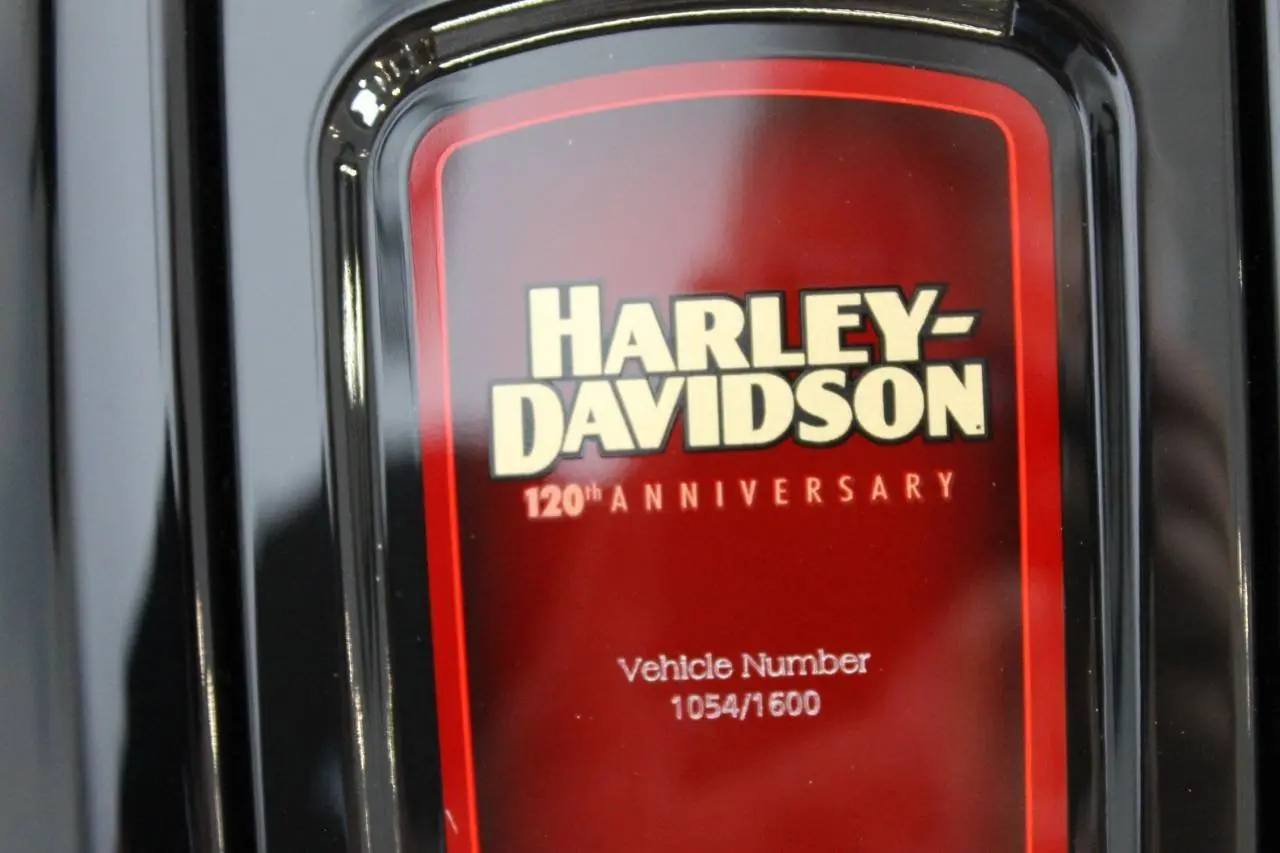 HARLEY-
DAVIDSON
120th ANNIVERSARY
Vehicle Number
1054/1600